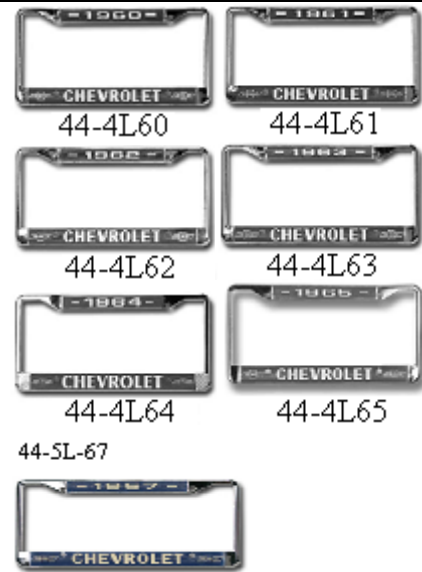 -1960- -1961-
CHEVROLET CHEVROLET
44-4L60 44-4L61
-1962- -1963-
CHEVROLET CHEVROLET
44-4L62 44-4L63
-1964- -1965-
CHEVROLET CHEVROLET
44-4L64 44-4L65
44-5L-67
-1957-
CHEVROLET